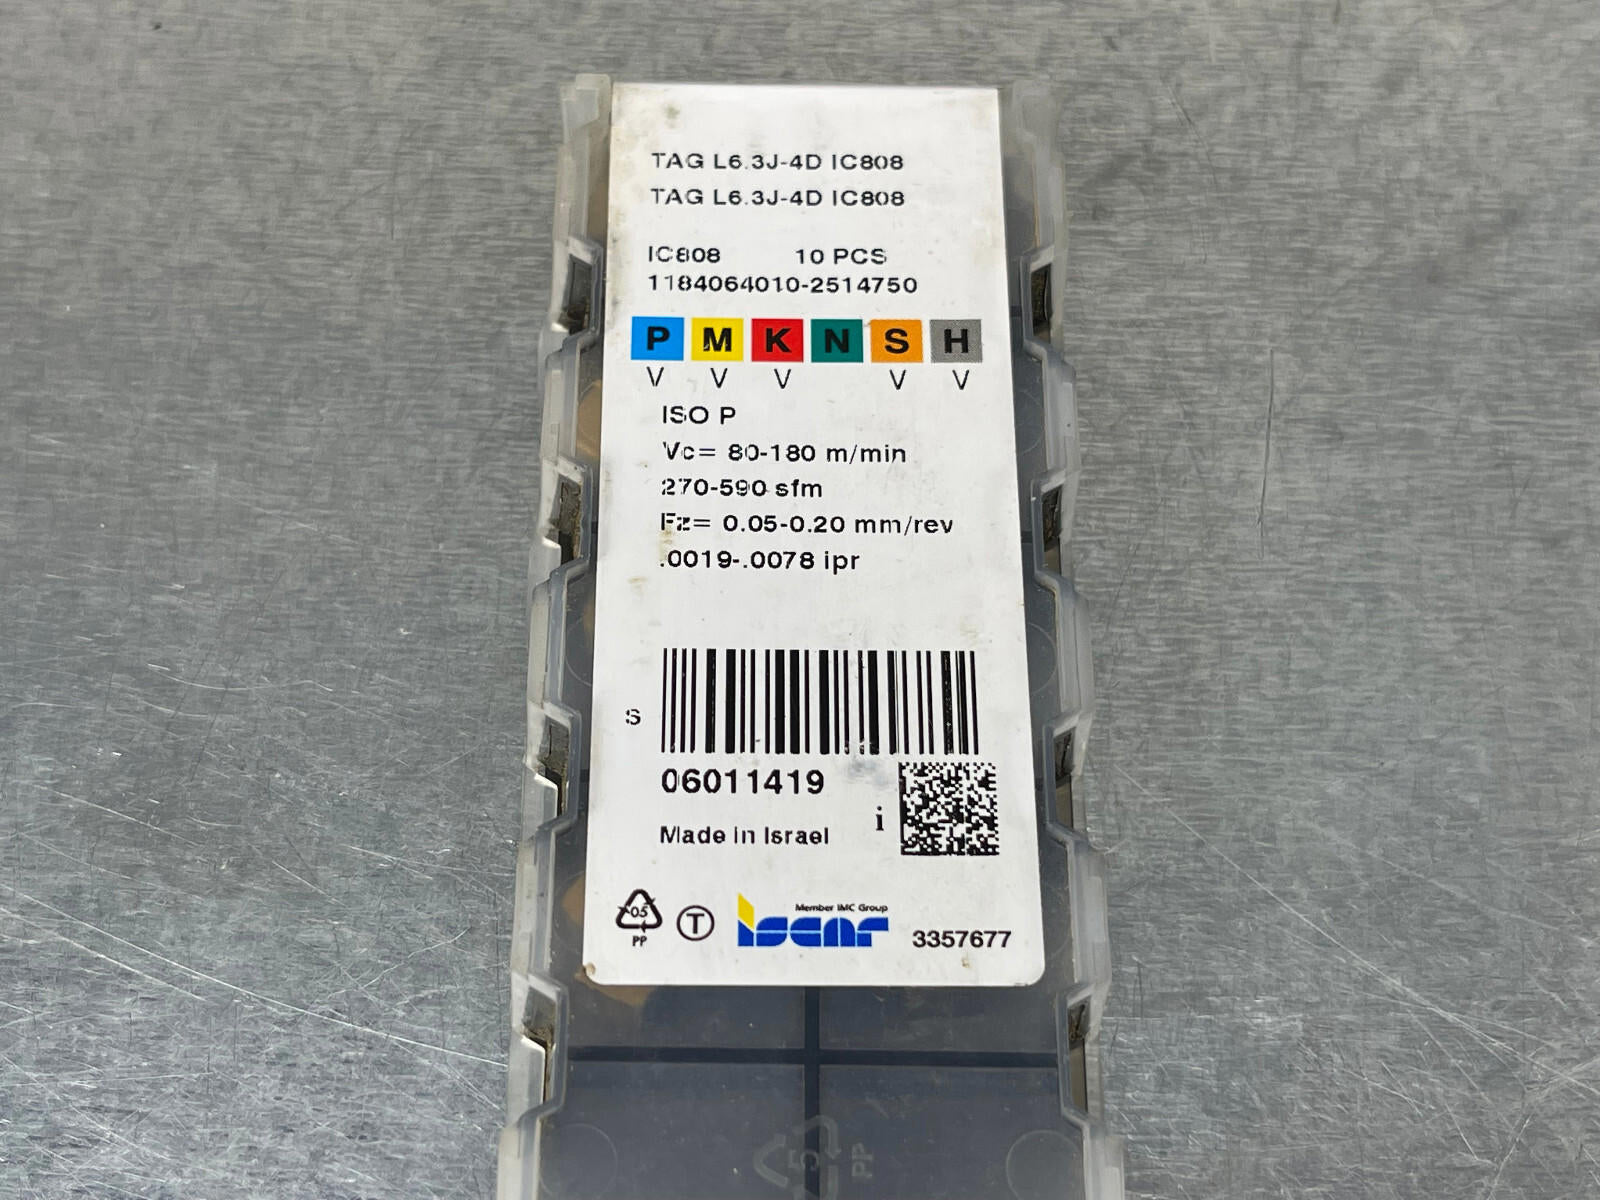 TAG L6.3J-4D IC808
TAG L6.3J-4D IC808
IC808 10 PCS
1184064010-2514750
P M K N S H
V V V V V
ISO P
Vc= 80-180 m/min
270-590 sfm
Fz= 0.05-0.20 mm/rev
.0019-.0078 ipr
S
06011419
i
Made in Israel
05
PP
T
Member IMC Group
iscar
3357677
5
PP